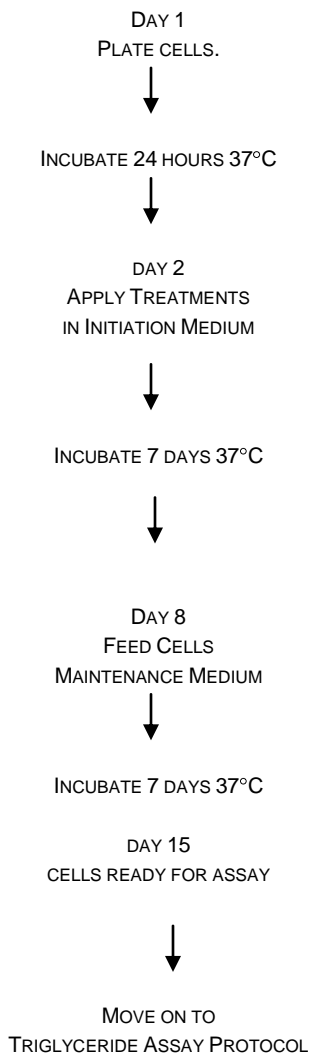 DAY 1
PLATE CELLS.
INCUBATE 24 HOURS 37°C
DAY 2
APPLY TREATMENTS
IN INITIATION MEDIUM
INCUBATE 7 DAYS 37°C
DAY 8
FEED CELLS
MAINTENANCE MEDIUM
INCUBATE 7 DAYS 37°C
DAY 15
CELLS READY FOR ASSAY
MOVE ON TO
TRIGLYCERIDE ASSAY PROTOCOL